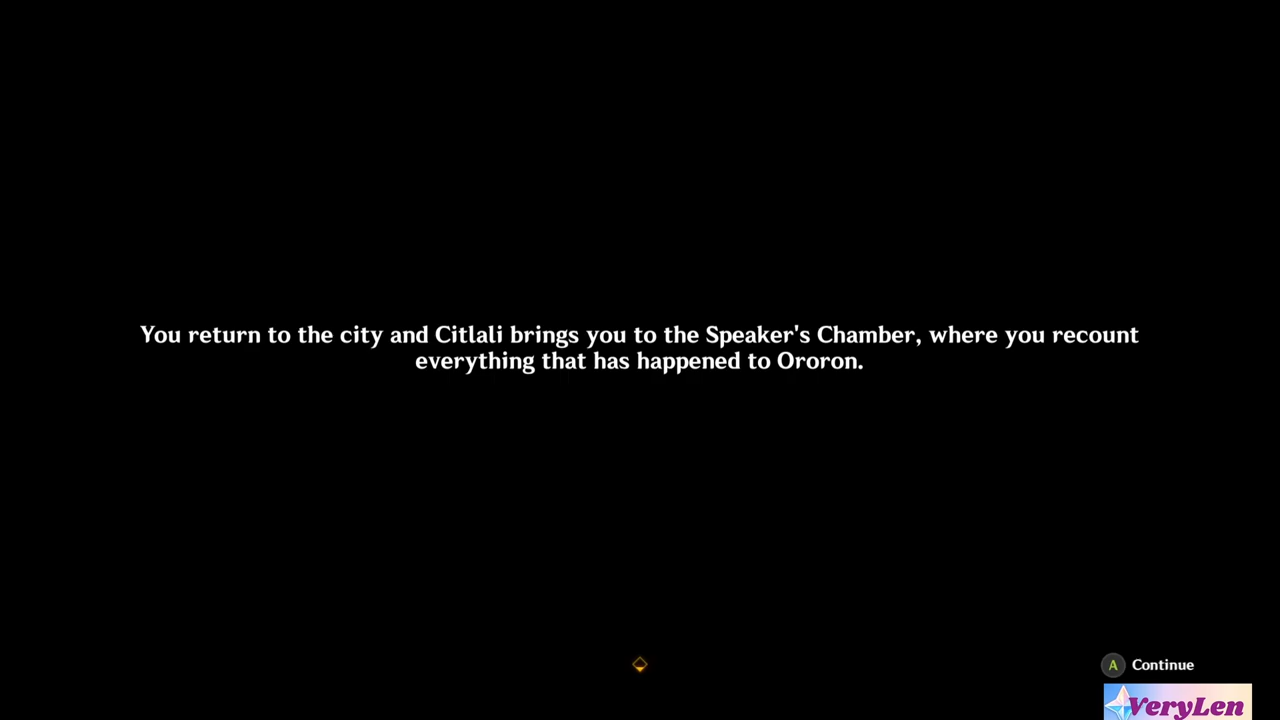 You return to the city and Citlali brings you to the Speaker's Chamber, where you recount
everything that has happened to Ororon.
A Continue
VeryLen